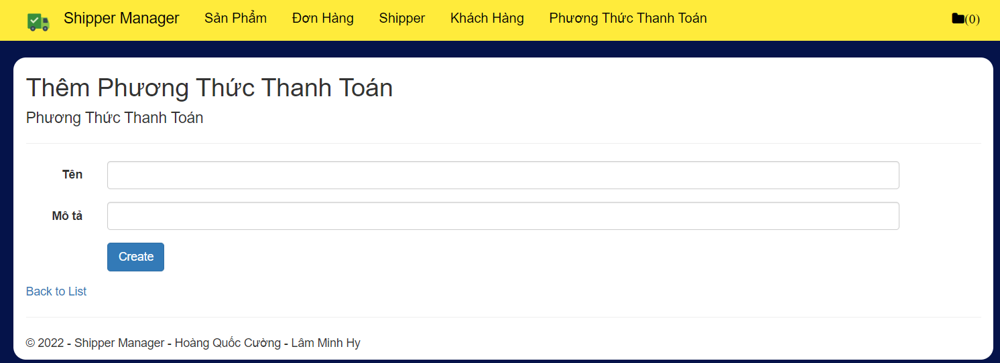 Shipper Manager Sản Phẩm Đơn Hàng Shipper Khách Hàng Phương Thức Thanh Toán (0)
Thêm Phương Thức Thanh Toán
Phương Thức Thanh Toán
Tên
Mô tả
Create
Back to List
© 2022 - Shipper Manager - Hoàng Quốc Cường - Lâm Minh Hy